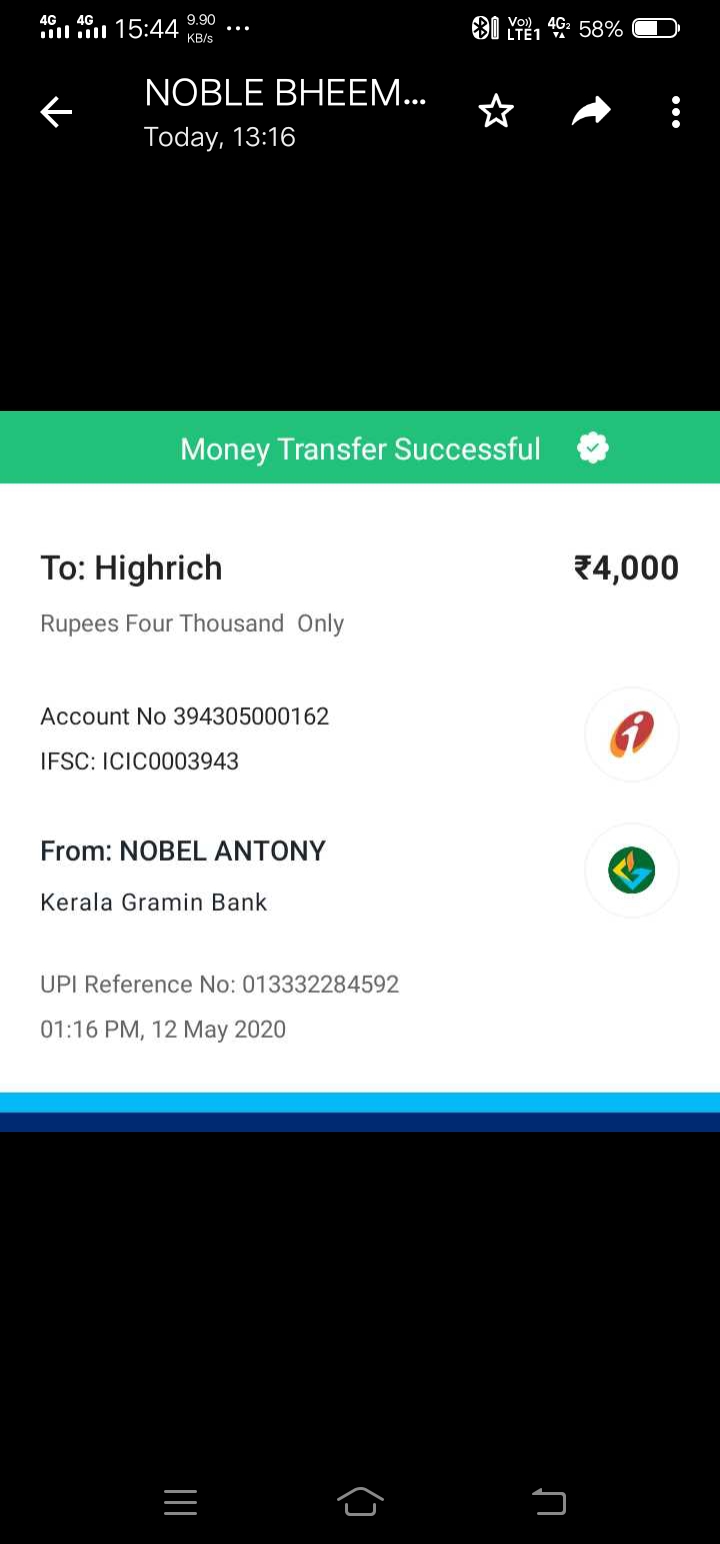 4G 4G 15:44 9.90 KB/s ... Vo)) LTE1 4G2 58%
NOBLE BHEEM...
Today, 13:16
Money Transfer Successful
To: Highrich ₹4,000
Rupees Four Thousand Only
Account No 394305000162
IFSC: ICIC0003943
From: NOBEL ANTONY
Kerala Gramin Bank
UPI Reference No: 013332284592
01:16 PM, 12 May 2020